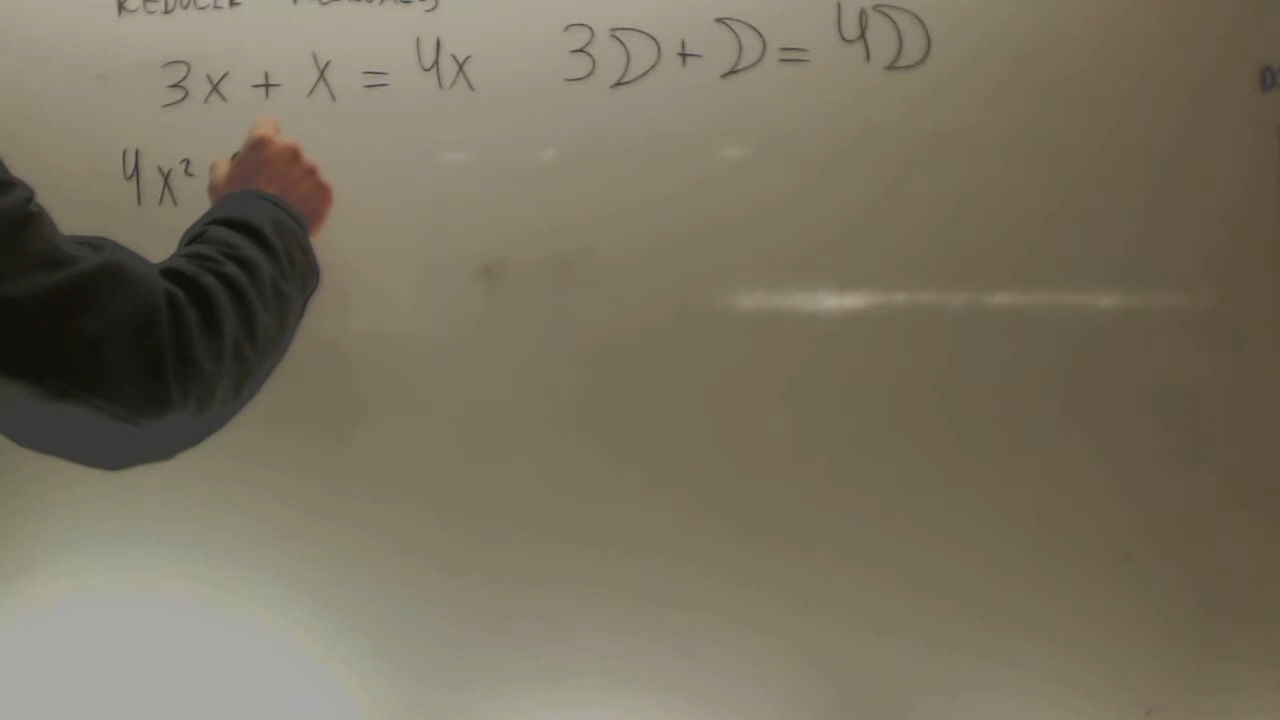 3x + x = 4x 3D + D = 4D
4x²